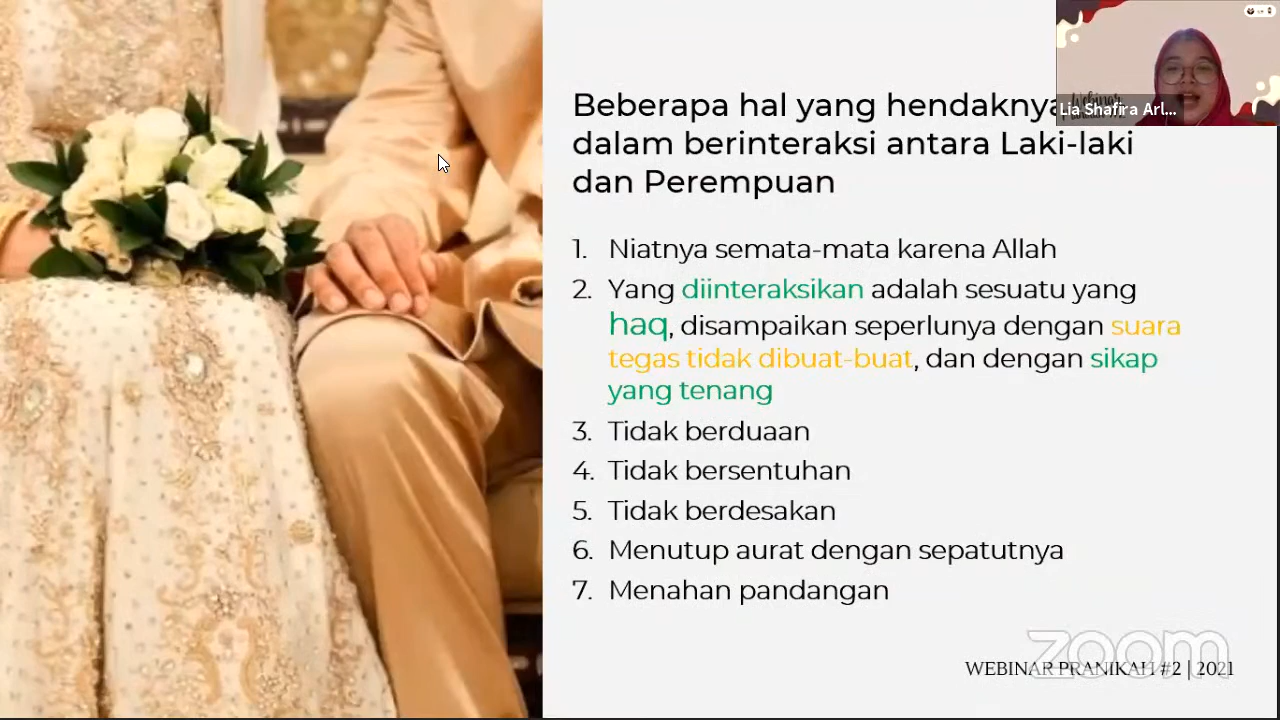 Beberapa hal yang hendaknya
dalam berinteraksi antara Laki-laki
dan Perempuan
Lia Shafira Arl...
1. Niatnya semata-mata karena Allah
2. Yang diinteraksikan adalah sesuatu yang
haq, disampaikan seperlunya dengan suara
tegas tidak dibuat-buat, dan dengan sikap
yang tenang
3. Tidak berduaan
4. Tidak bersentuhan
5. Tidak berdesakan
6. Menutup aurat dengan sepatutnya
7. Menahan pandangan
zoom
WEBINAR PRANIKAH #2 | 2021